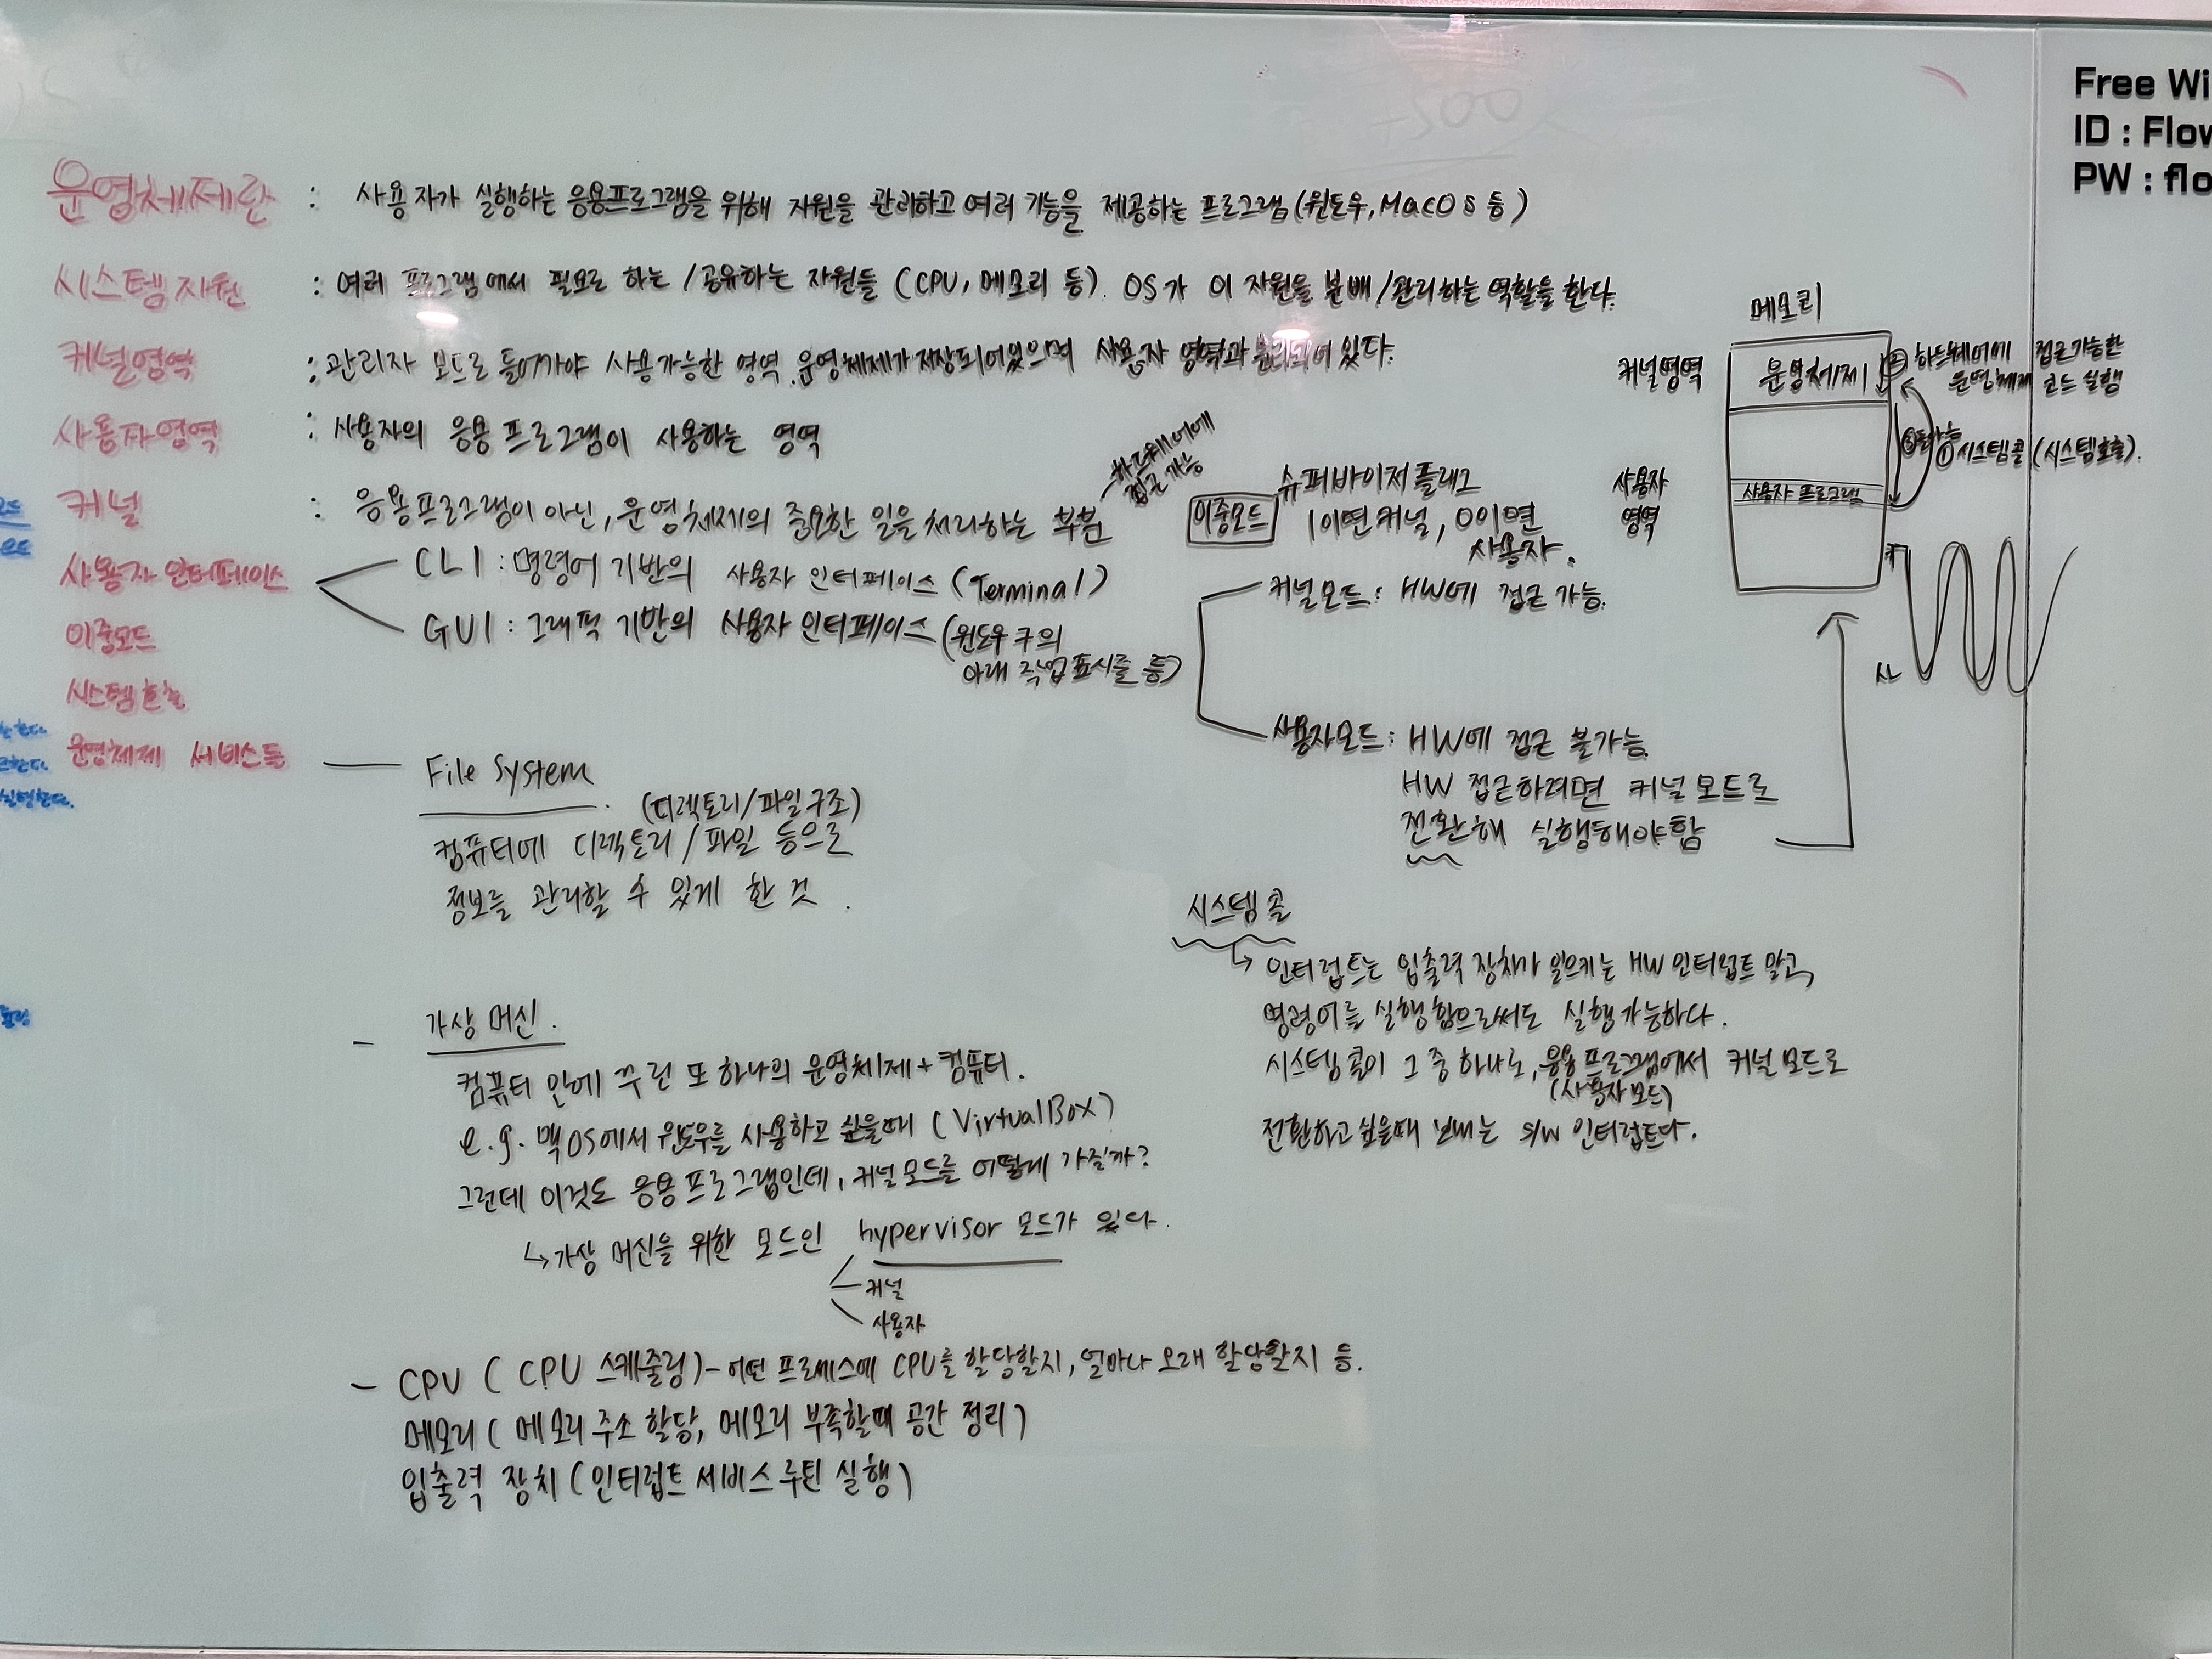 Free Wi
ID : Flow
PW : flo
운영체제란 : 사용자가 실행하는 응용프로그램을 위해 자원을 관리하고 여러 기능을 제공하는 프로그램(윈도우, MacOS 등)
시스템 자원 : 여러 프로그램에서 필요로 하는 /공유하는 자원들 (CPU, 메모리 등). OS가 이 자원을 분배/관리하는 역할을 한다.
커널영역 : 관리자 모드로 들어가야 사용가능한 영역. 운영체제가 저장되어있으며 사용자 영역과 분리되어 있다.
사용자영역 : 사용자의 응용 프로그램이 사용하는 영역
커널 : 응용프로그램이 아닌, 운영체제의 중요한 일을 처리하는 부분
하드웨어에
접근 가능
사용자 인터페이스
CLI : 명령어 기반의 사용자 인터페이스 (Terminal)
GUI : 그래픽 기반의 사용자 인터페이스 (윈도우
아래 작업표시줄 등)
이중모드
시스템 호출
운영체제 서비스들
File System
(디렉토리/파일구조)
컴퓨터에 디렉토리/파일 등으로
정보를 관리할 수 있게 한 것.
- 가상 머신.
컴퓨터 안에 꾸린 또 하나의 운영체제+컴퓨터.
e.g. 맥OS에서 윈도우를 사용하고 싶을때 (VirtualBox)
그런데 이것도 응용 프로그램인데, 커널 모드를 어떻게 가질까?
↳ 가상 머신을 위한 모드인 hypervisor 모드가 있다.
커널
사용자
- CPU ( CPU 스케줄링) - 어떤 프로세스에 CPU를 할당할지, 얼마나 오래 할당할지 등.
메모리 ( 메모리 주소 할당, 메모리 부족할때 공간 정리)
입출력 장치 (인터럽트 서비스 루틴 실행)
이중모드
슈퍼바이저 플래그
1이면 커널, 0이면
사용자.
커널모드 : HW에 접근 가능.
사용자모드 : HW에 접근 불가능.
HW 접근하려면 커널 모드로
전환해 실행해야 함
시스템 콜
↳ 인터럽트는 입출력 장치가 일으키는 HW 인터럽트 말고,
명령어를 실행함으로써도 실행 가능하다.
시스템 콜이 그 중 하나로, 응용프로그램에서 커널 모드로
(사용자 모드)
전환하고 싶을때 보내는 S/W 인터럽트다.
메모리
커널영역
운영체제
② 하드웨어에 접근가능한
운영체제 코드 실행
① 시스템콜 (시스템호출).
사용자
영역
사용자 프로그램
커
사